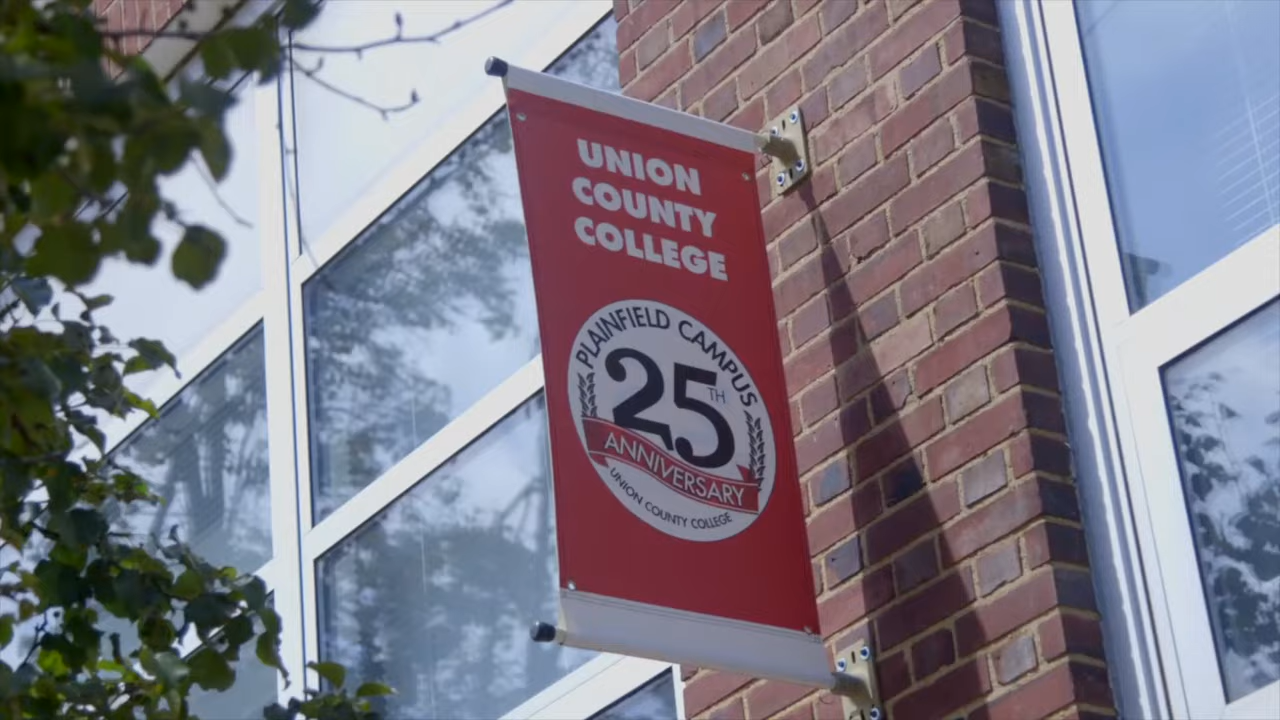 UNION
COUNTY
COLLEGE
PLAINFIELD CAMPUS
25TH
ANNIVERSARY
UNION COUNTY COLLEGE